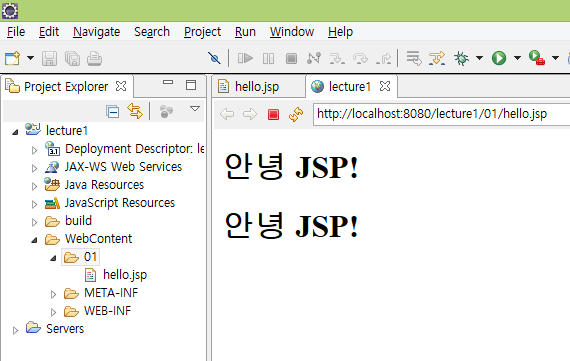 File Edit Navigate Search Project Run Window Help
Project Explorer
hello.jsp
lecture1
http://localhost:8080/lecture1/01/hello.jsp
lecture1
3.1 Deployment Descriptor: le
JAX-WS Web Services
Java Resources
JavaScript Resources
build
WebContent
01
hello.jsp
META-INF
WEB-INF
Servers
안녕 JSP!
안녕 JSP!